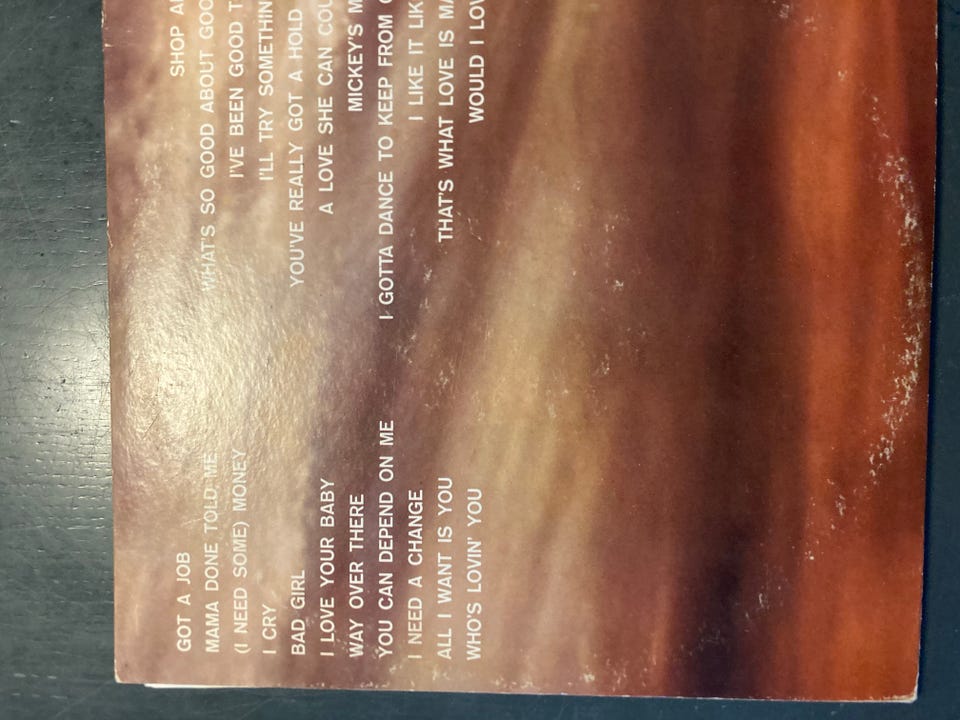 GOT A JOB
MAMA DONE TOLD ME
(I NEED SOME) MONEY
I CRY
BAD GIRL
I LOVE YOUR BABY
WAY OVER THERE
YOU CAN DEPEND ON ME
I NEED A CHANGE
ALL I WANT IS YOU
WHO'S LOVIN' YOU
SHOP
WHAT'S SO GOOD ABOUT
I'VE BEEN GOOD
I'LL TRY
YOU'VE REALLY GOT A HOLD
A LOVE SHE CAN
MICKEY'S
I GOTTA DANCE TO KEEP FROM
I LIKE IT
THAT'S WHAT LOVE IS
WOULD I